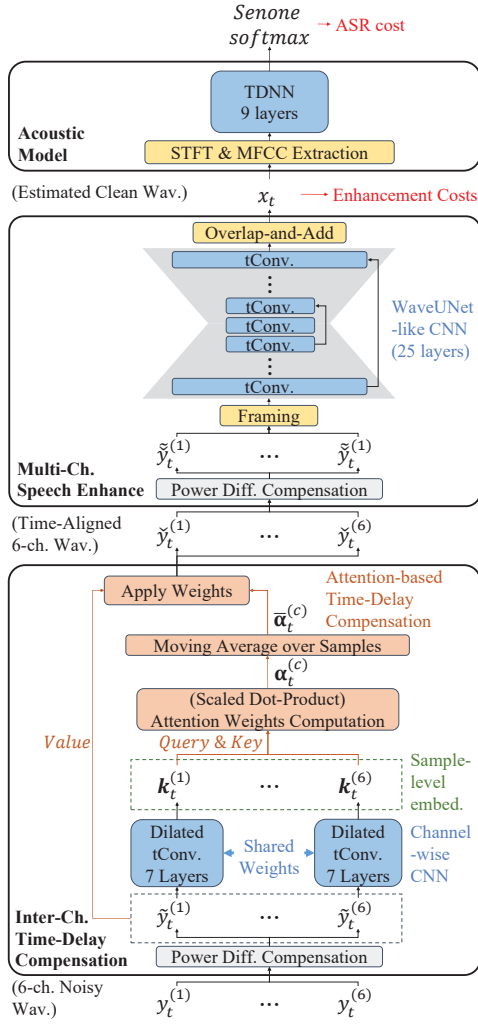 Senone
softmax
ASR cost
TDNN
9 layers
Acoustic
Model
STFT & MFCC Extraction
(Estimated Clean Wav.)
x_t
Enhancement Costs
Overlap-and-Add
tConv.
⋮
tConv.
tConv.
tConv.
WaveUNet
-like CNN
(25 layers)
⋮
tConv.
Framing
ỹ̌_t^(1) ⋯ ỹ̌_t^(1)
Multi-Ch.
Speech Enhance
Power Diff. Compensation
(Time-Aligned
6-ch. Wav.)
y̌_t^(1) ⋯ y̌_t^(6)
Apply Weights
Attention-based
Time-Delay
Compensation
ᾱ_t^(c)
Moving Average over Samples
α_t^(c)
(Scaled Dot-Product)
Attention Weights Computation
Value
Query & Key
k_t^(1) ⋯ k_t^(6)
Sample-
level
embed.
Dilated
tConv.
7 Layers
Shared
Weights
Dilated
tConv.
7 Layers
Channel
-wise
CNN
ỹ_t^(1) ⋯ ỹ_t^(6)
Inter-Ch.
Time-Delay
Compensation
Power Diff. Compensation
(6-ch. Noisy
Wav.)
y_t^(1) ⋯ y_t^(6)